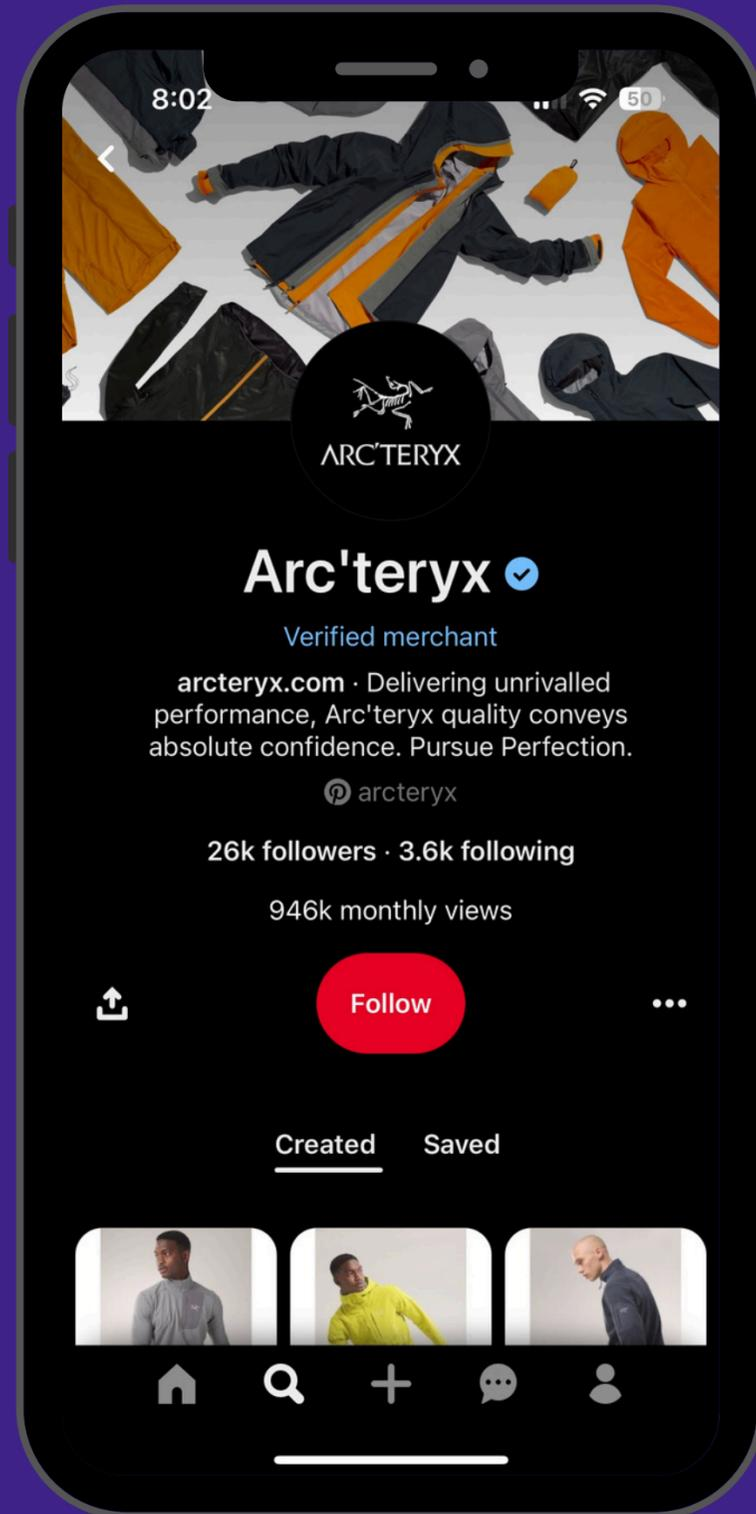 8:02
50
ARC'TERYX
Arc'teryx
Verified merchant
arcteryx.com · Delivering unrivalled
performance, Arc'teryx quality conveys
absolute confidence. Pursue Perfection.
arcteryx
26k followers · 3.6k following
946k monthly views
Follow
Created Saved